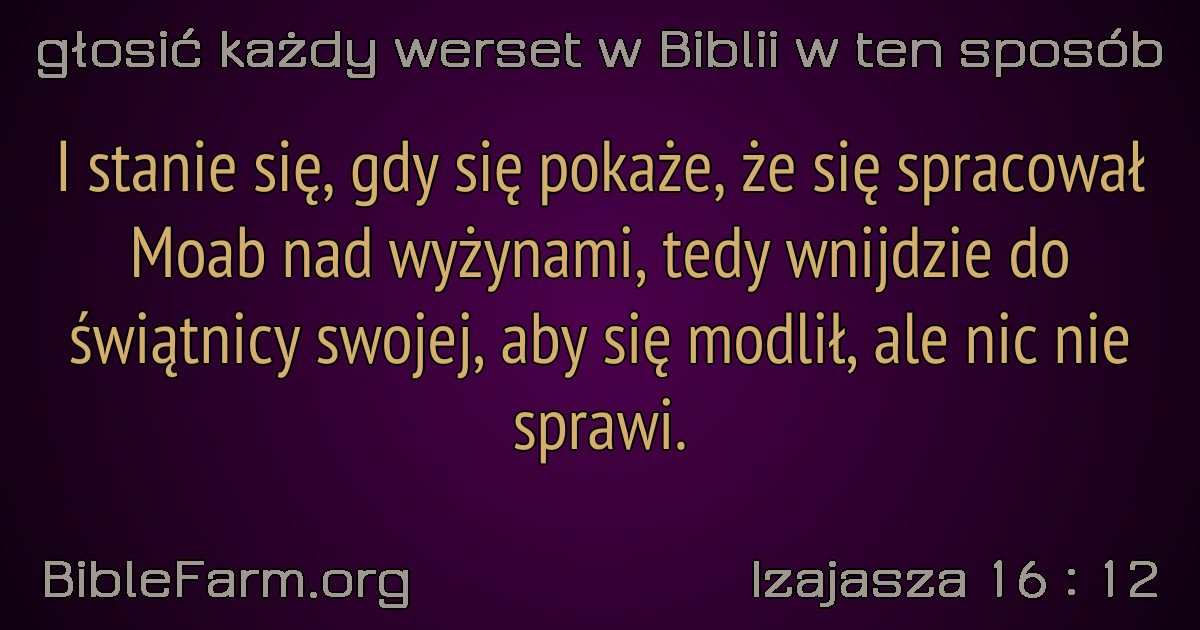 głosić każdy werset w Biblii w ten sposób
I stanie się, gdy się pokaże, że się spracował
Moab nad wyżynami, tedy wnijdzie do
świątnicy swojej, aby się modlił, ale nic nie
sprawi.
BibleFarm.org
Izajasza 16 : 12